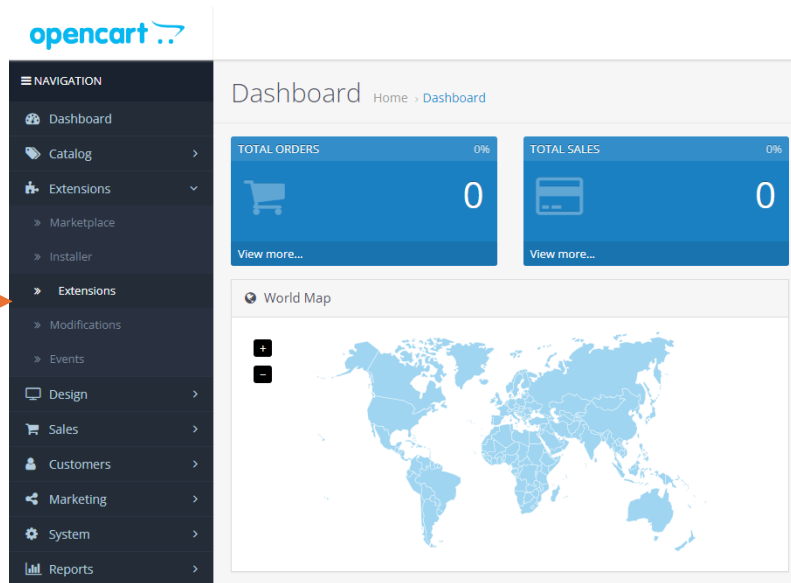 opencart
NAVIGATION
Dashboard
Catalog
Extensions
Marketplace
Installer
Extensions
Modifications
Events
Design
Sales
Customers
Marketing
System
Reports
Dashboard Home › Dashboard
TOTAL ORDERS 0%
0
View more...
TOTAL SALES 0%
0
View more...
World Map
+
−